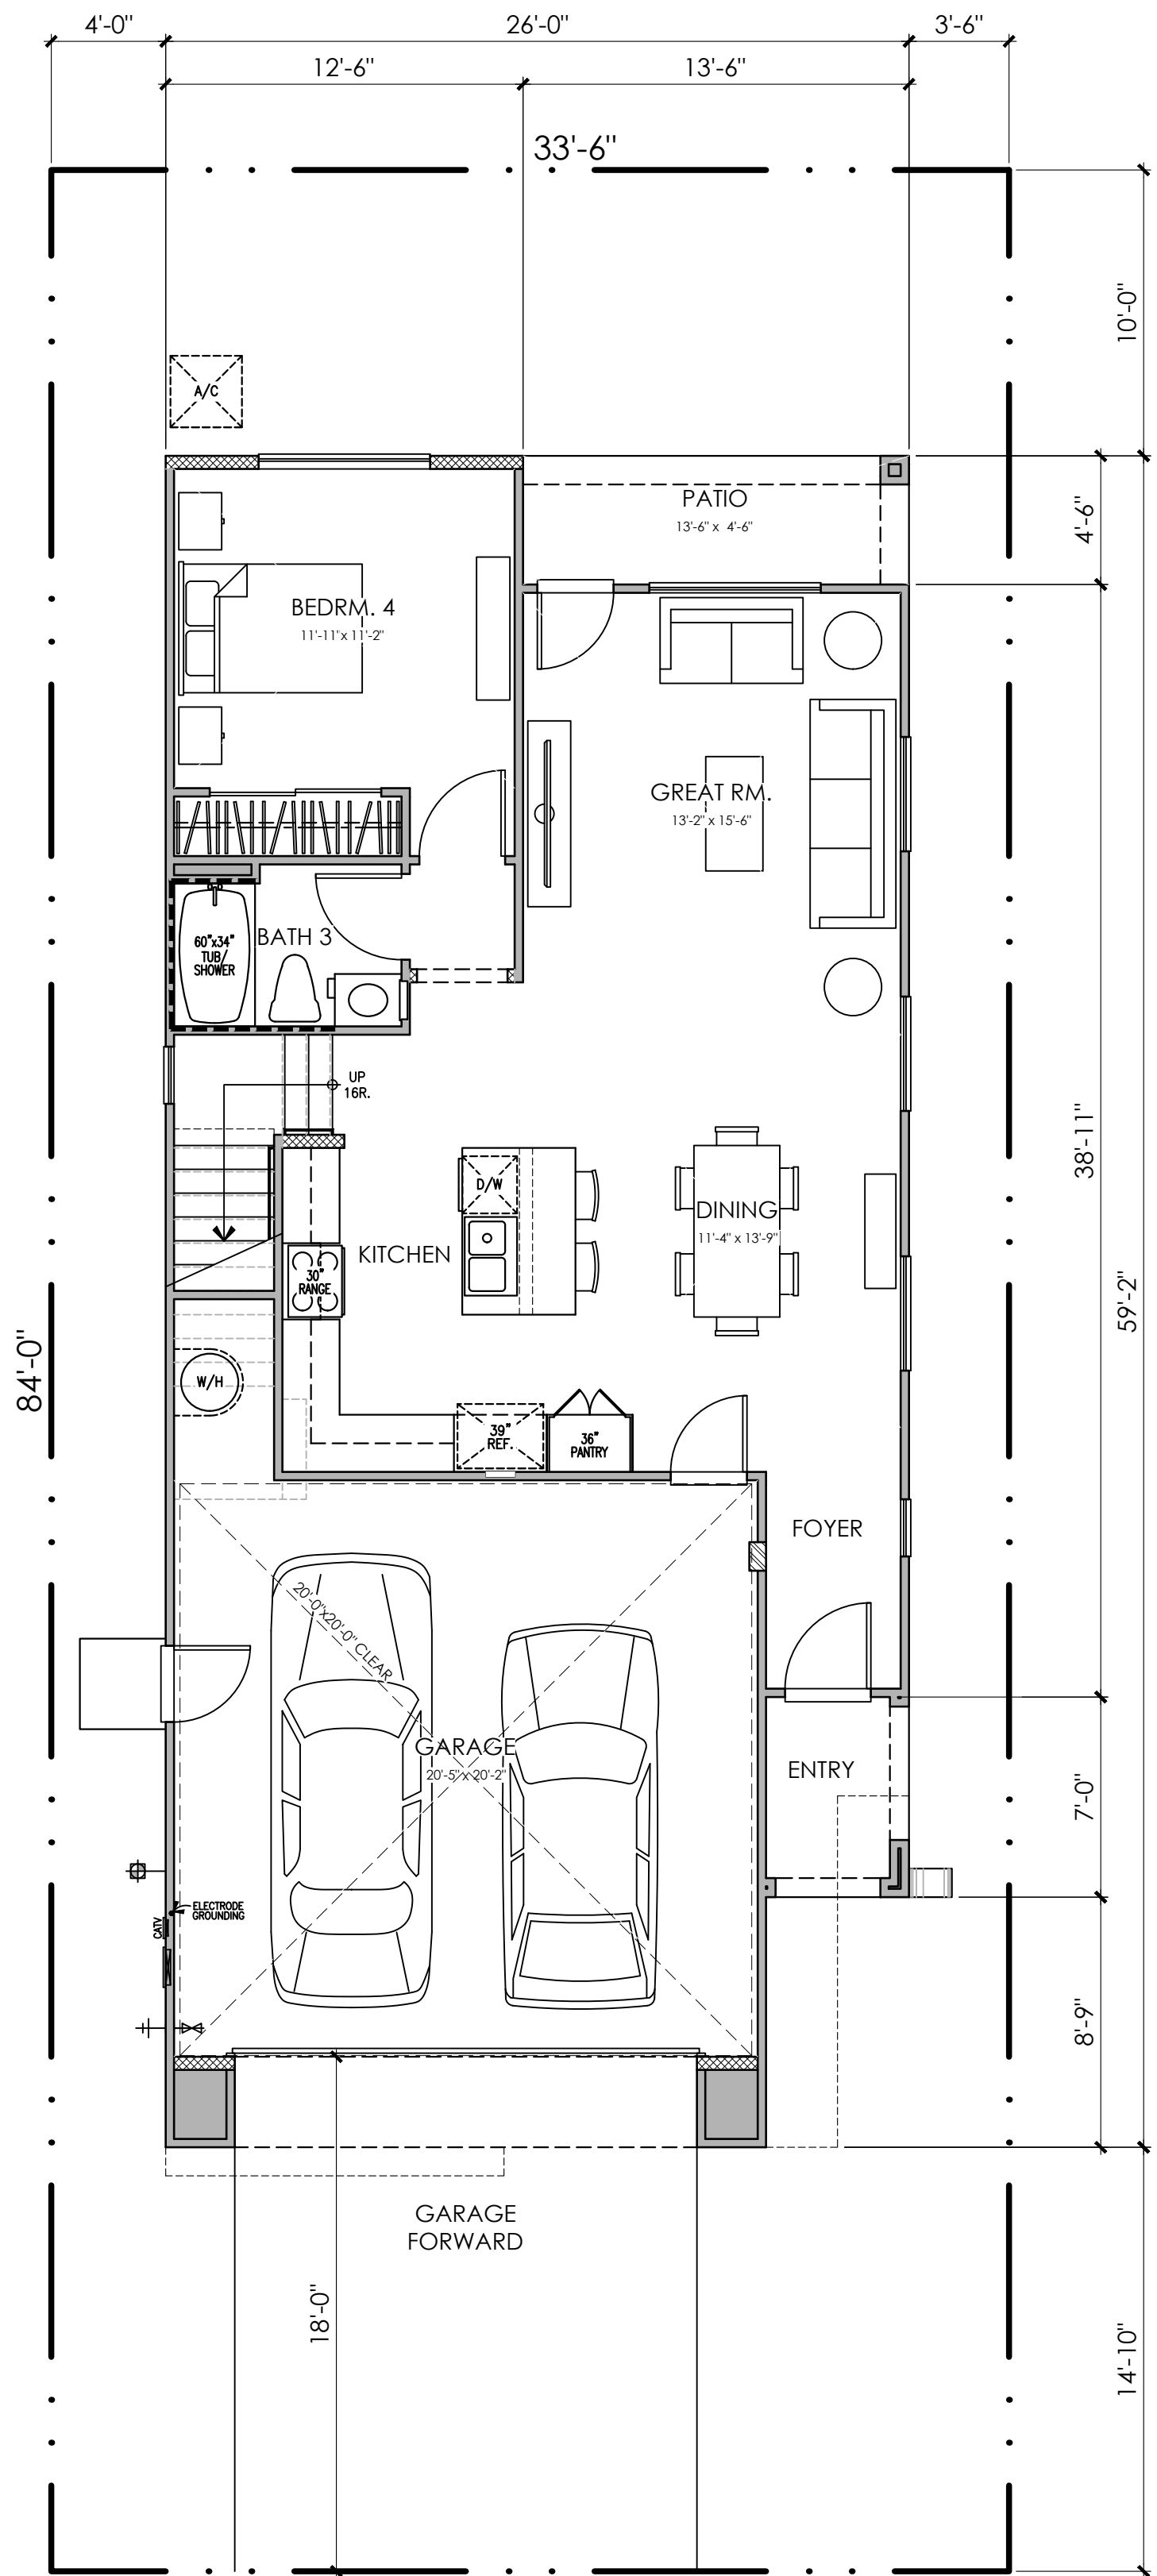 4'-0"
26'-0"
3'-6"
12'-6"
13'-6"
33'-6"
10'-0"
A/C
PATIO
13'-6" x 4'-6"
4'-6"
BEDRM. 4
11'-11"x 11'-2"
GREAT RM.
13'-2" x 15'-6"
60"x34"
TUB/
SHOWER
BATH 3
UP
16R.
38'-11"
D/W
DINING
11'-4" x 13'-9"
KITCHEN
30"
RANGE
59'-2"
84'-0"
W/H
39"
REF.
36"
PANTRY
FOYER
20'-0"x20'-0" CLEAR
GARAGE
20'-5" x 20'-2"
ENTRY
7'-0"
ELECTRODE
GROUNDING
CATV
8'-9"
GARAGE
FORWARD
18'-0"
14'-10"